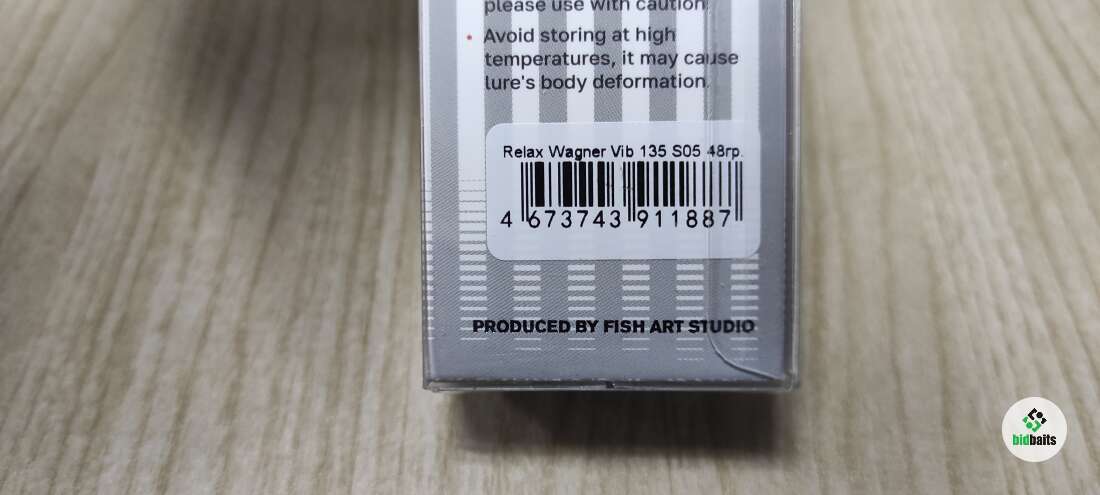 please use with caution.
• Avoid storing at high
temperatures, it may cause
lure's body deformation.
Relax Wagner Vib 135 S05 48гр.
4 673743 911887
PRODUCED BY FISH ART STUDIO
bidbaits